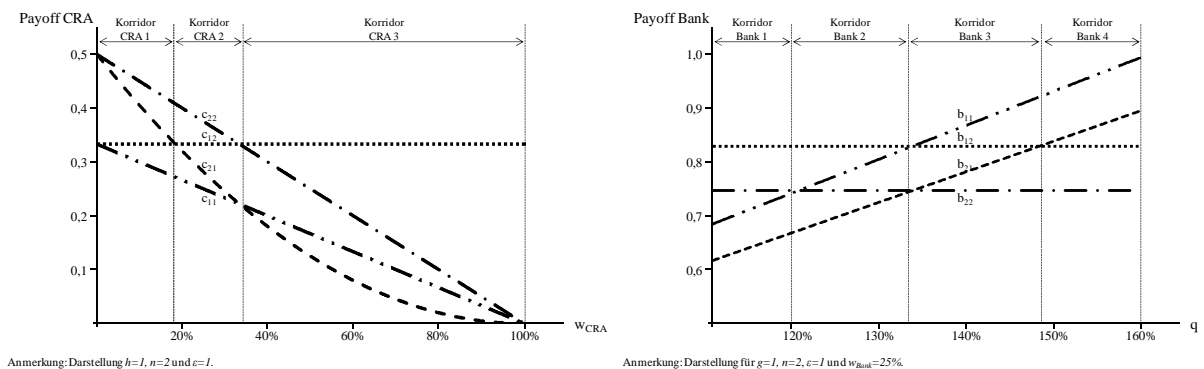 Payoff CRA
Korridor
CRA 1
Korridor
CRA 2
Korridor
CRA 3
0,5
0,4
0,3
0,2
0,1
c22
c12
c21
c11
20%
40%
60%
80%
100%
wCRA
Anmerkung: Darstellung h=1, n=2 und ε=1.
Payoff Bank
Korridor
Bank 1
Korridor
Bank 2
Korridor
Bank 3
Korridor
Bank 4
1,0
0,9
0,8
0,7
0,6
b11
b12
b21
b22
120%
130%
140%
150%
160%
q
Anmerkung: Darstellung für g=1, n=2, ε=1 und wBank=25%.